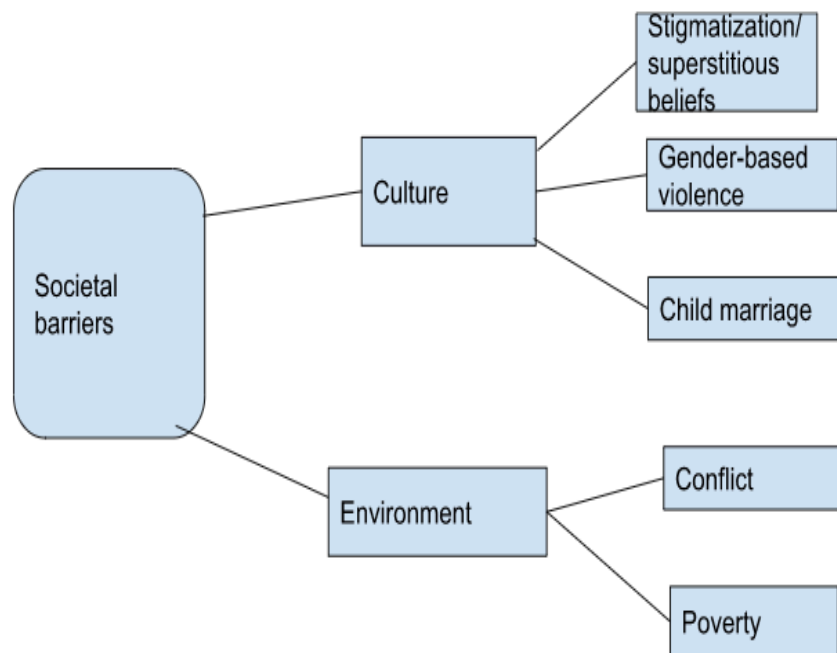 Stigmatization/
superstitious
beliefs
Gender-based
violence
Culture
Child marriage
Societal
barriers
Conflict
Environment
Poverty